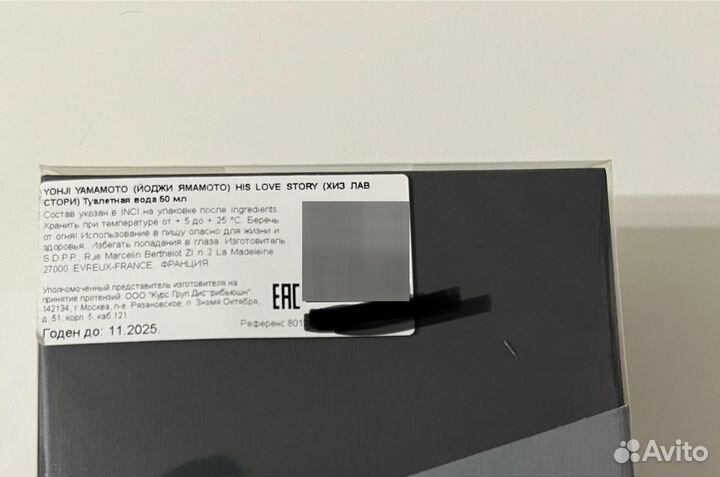 YOHJI YAMAMOTO (ЙОДЖИ ЯМАМОТО) HIS LOVE STORY (ХИЗ ЛАВ
СТОРИ) Туалетная вода 50 мл
Состав указан в INCI на упаковке после Ingredients.
Хранить при температуре от + 5 до + 25 °C. Беречь
от огня! Использование в пищу опасно для жизни и
здоровья. Избегать попадания в глаза. Изготовитель
S.D.P.P., Rue Marcelin Berthelot ZI n 2 La Madeleine
27000 EVREUX-FRANCE, ФРАНЦИЯ
Уполномоченный представитель изготовителя на
принятие претензий: ООО "Курс Груп Дистрибьюшн"
142134, г Москва, п-е Рязановское, п. Знамя Октября,
д. 51, корп. 5, каб.121
EAC
Референс 801
Годен до: 11.2025.
Avito